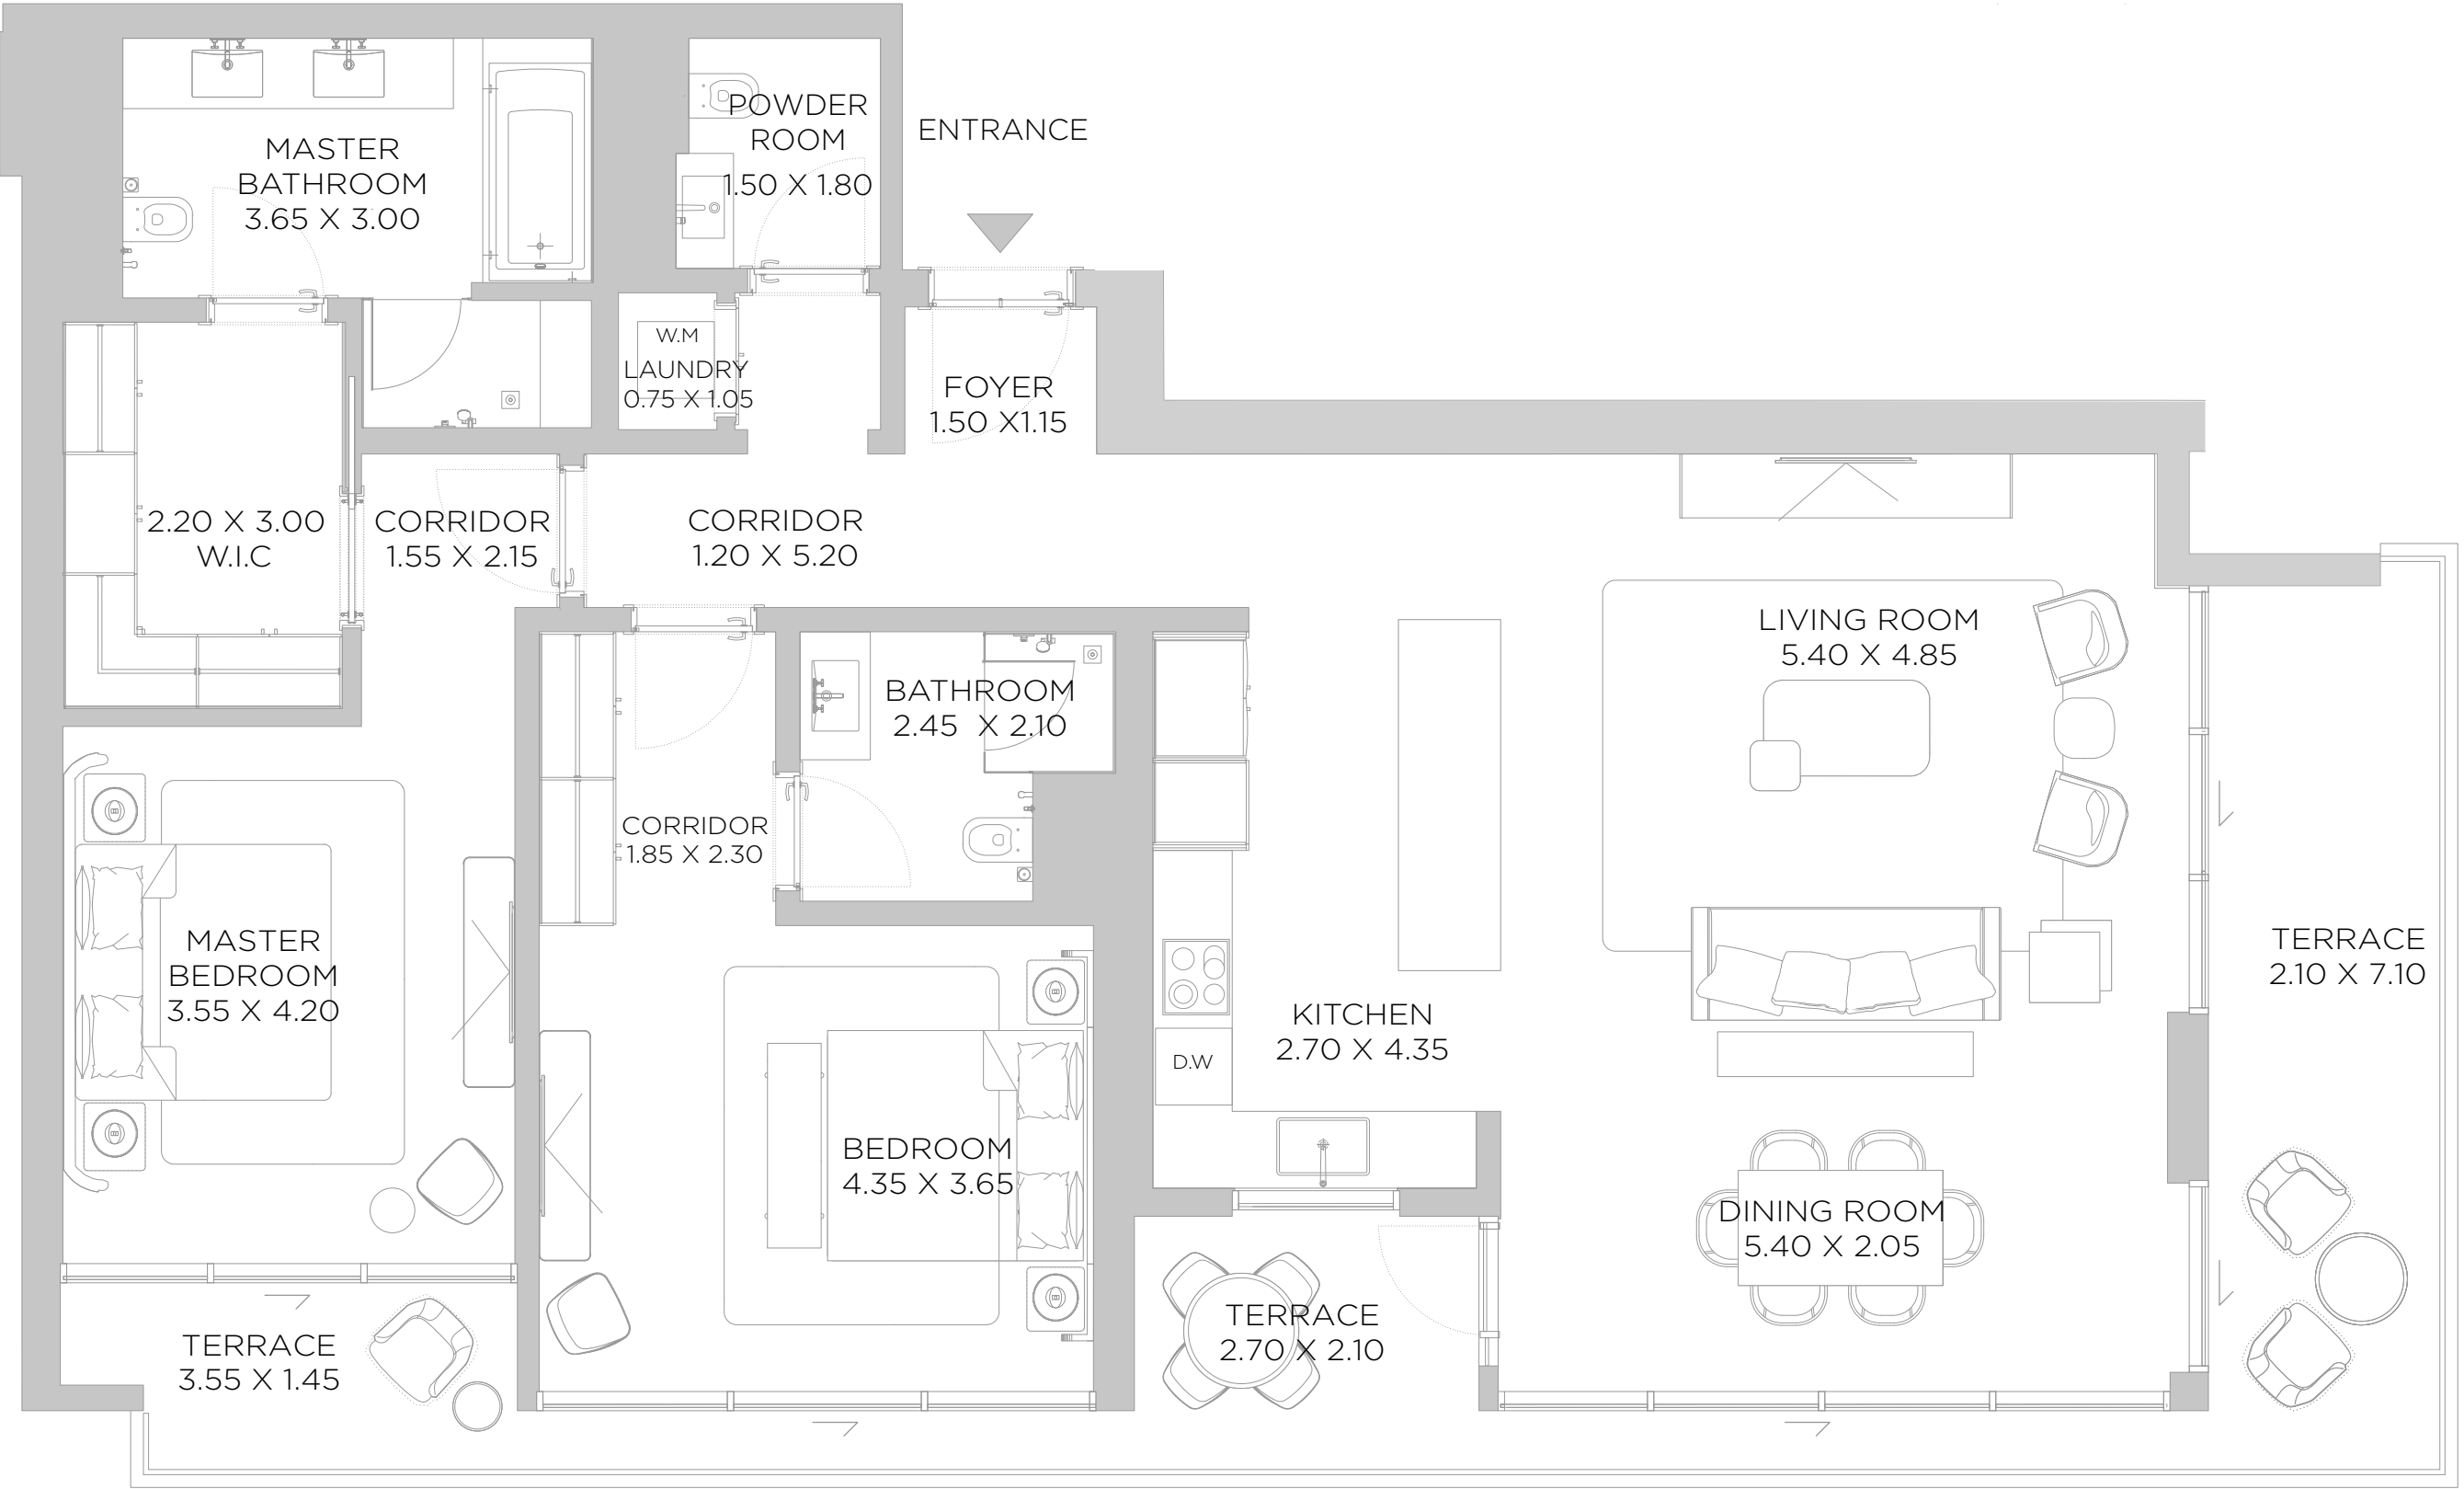 POWDER
ROOM
1.50 X 1.80
ENTRANCE
MASTER
BATHROOM
3.65 X 3.00
W.M
LAUNDRY
0.75 X 1.05
FOYER
1.50 X1.15
2.20 X 3.00
W.I.C
CORRIDOR
1.55 X 2.15
CORRIDOR
1.20 X 5.20
LIVING ROOM
5.40 X 4.85
BATHROOM
2.45 X 2.10
CORRIDOR
1.85 X 2.30
MASTER
BEDROOM
3.55 X 4.20
TERRACE
2.10 X 7.10
KITCHEN
2.70 X 4.35
D.W
BEDROOM
4.35 X 3.65
DINING ROOM
5.40 X 2.05
TERRACE
2.70 X 2.10
TERRACE
3.55 X 1.45